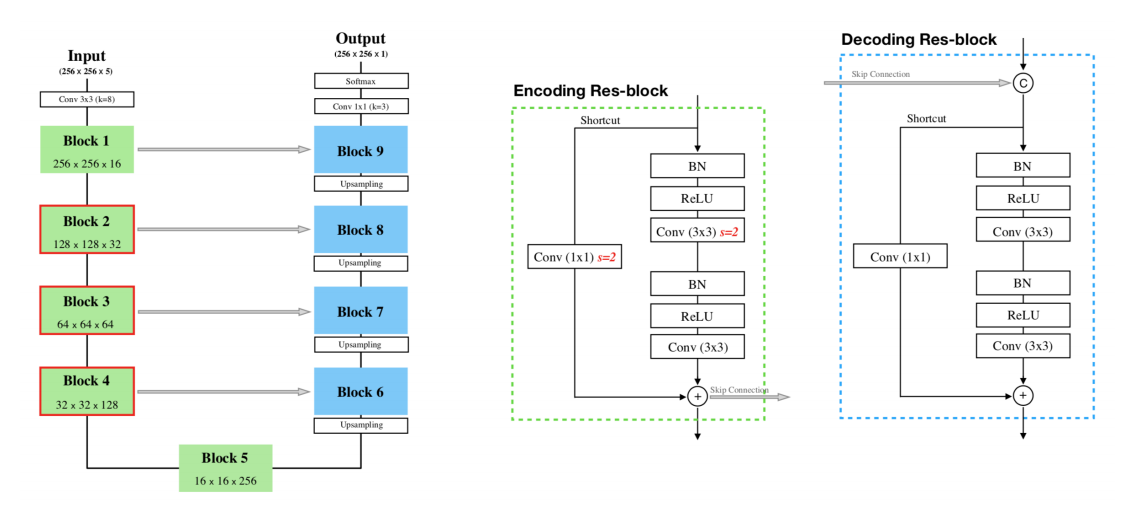 Input
(256 x 256 x 5)
Conv 3x3 (k=8)
Block 1
256 x 256 x 16
Block 2
128 x 128 x 32
Block 3
64 x 64 x 64
Block 4
32 x 32 x 128
Block 5
16 x 16 x 256
Output
(256 x 256 x 1)
Softmax
Conv 1x1 (k=3)
Block 9
Upsampling
Block 8
Upsampling
Block 7
Upsampling
Block 6
Upsampling
Encoding Res-block
Shortcut
BN
ReLU
Conv (3x3) s=2
Conv (1x1) s=2
BN
ReLU
Conv (3x3)
+
Skip Connection
Decoding Res-block
Skip Connection
C
Shortcut
BN
ReLU
Conv (3x3)
Conv (1x1)
BN
ReLU
Conv (3x3)
+